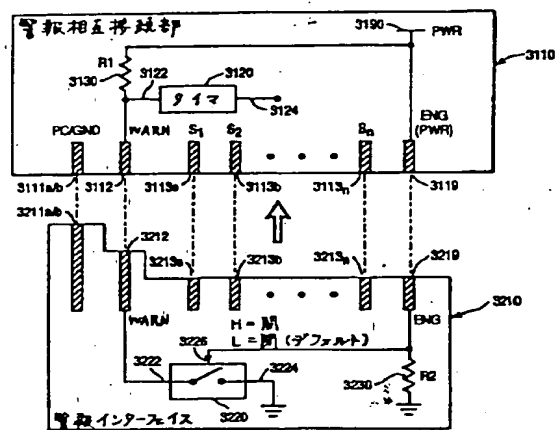 警報相互接続部
3190
PWR
R1
3130
3122
3120
タイマ
3124
3110
PC/GND
WARN
S1
S2
Sn
ENG
(PWR)
3111a/b
3112
3113a
3113b
3113n
3119
3211a/b
3212
3213a
3213b
3213n
3219
WARN
ENG
3210
H=開
L=閉 (デフォルト)
3226
3222
3224
3220
3230
R2
警報インターフェイス